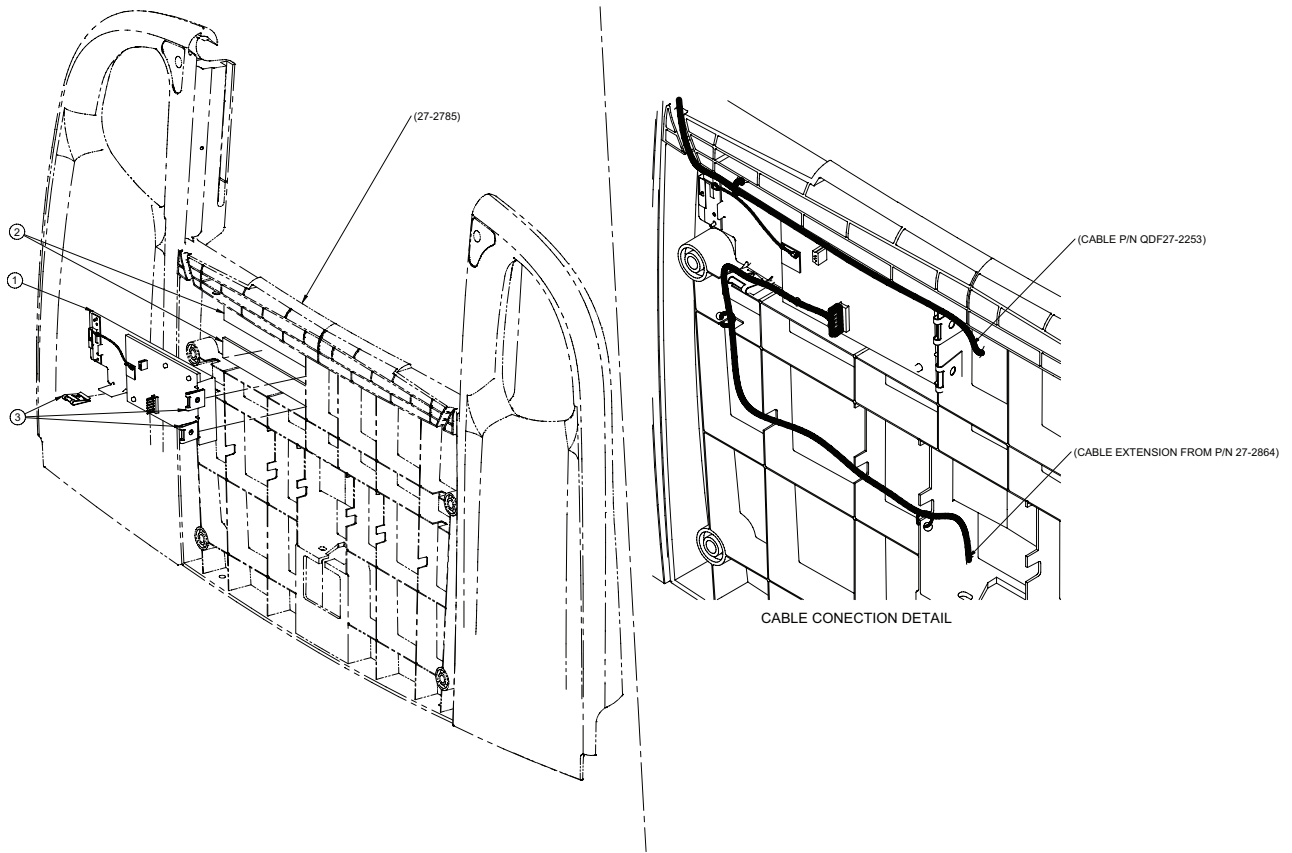 (27-2785)
2
1
3
(CABLE P/N QDF27-2253)
(CABLE EXTENSION FROM P/N 27-2864)
CABLE CONECTION DETAIL